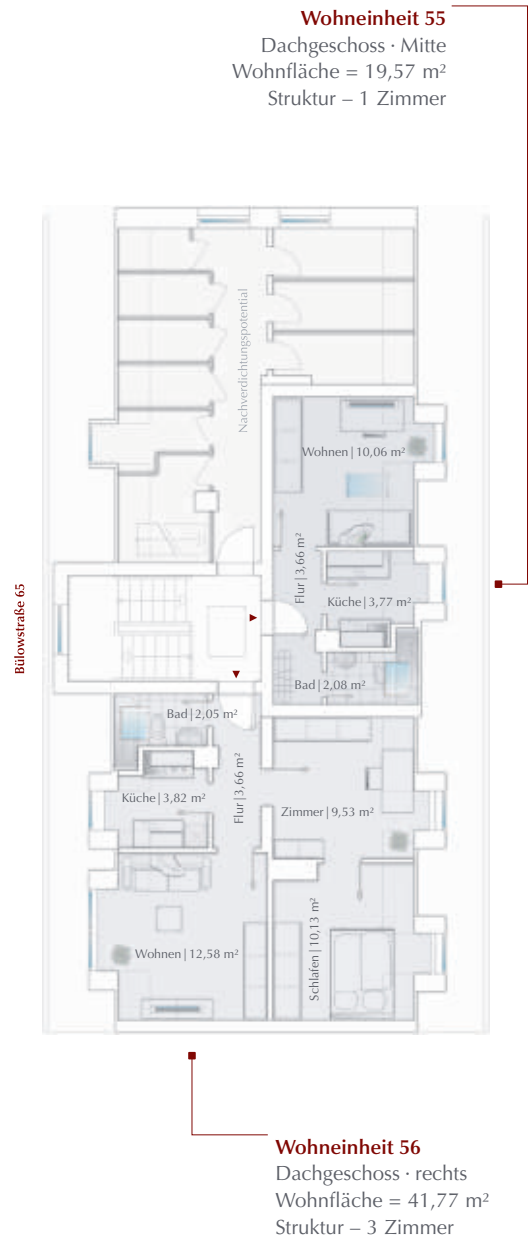 Wohneinheit 55
Dachgeschoss · Mitte
Wohnfläche = 19,57 m²
Struktur – 1 Zimmer
Nachverdichtungspotential
Wohnen | 10,06 m²
Flur | 3,66 m²
Küche | 3,77 m²
Bad | 2,08 m²
Bülowstraße 65
Bad | 2,05 m²
Flur | 3,66 m²
Küche | 3,82 m²
Zimmer | 9,53 m²
Wohnen | 12,58 m²
Schlafen | 10,13 m²
Wohneinheit 56
Dachgeschoss · rechts
Wohnfläche = 41,77 m²
Struktur – 3 Zimmer